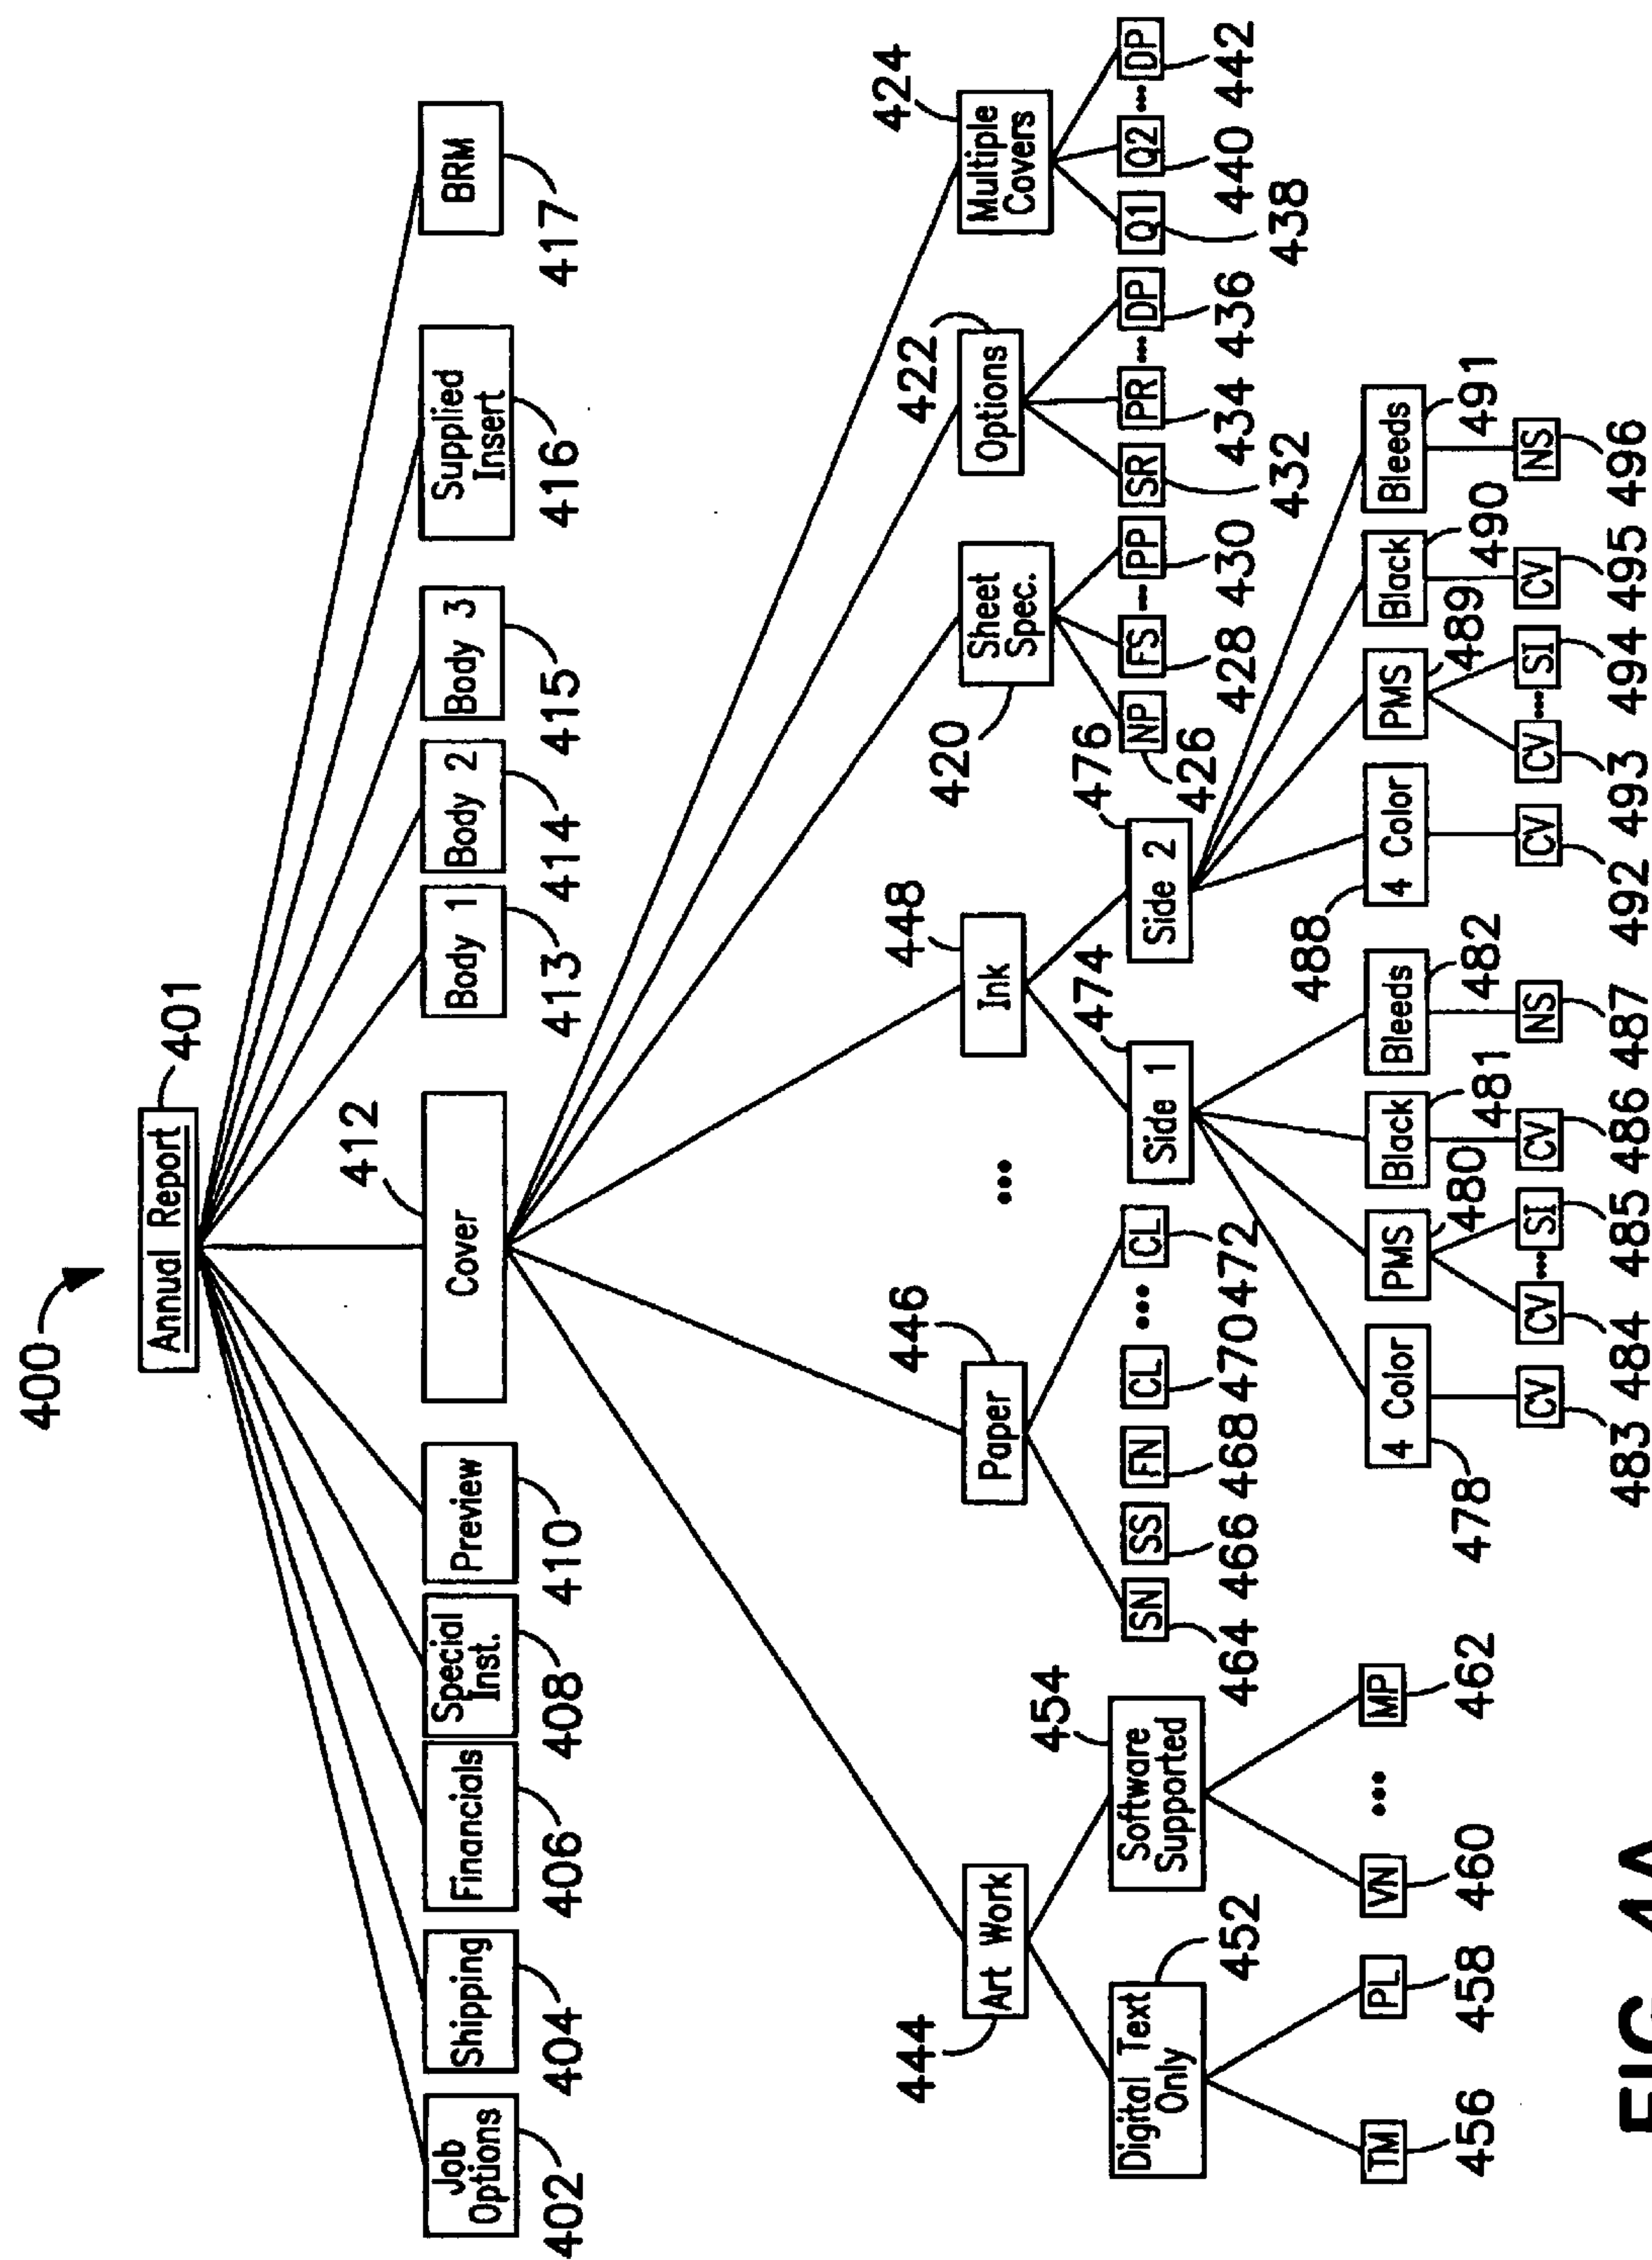 400
Annual Report
401
Job
Options
402
Shipping
404
Financials
406
Special
Inst.
408
Preview
410
Cover
412
Body 1
413
Body 2
414
Body 3
415
Supplied
Insert
416
BRM
417
Art Work
444
Paper
446
...
Ink
448
Sheet
Spec.
420
Options
422
Multiple
Covers
424
Digital Text
Only
452
Software
Supported
454
SN
464
SS
466
FN
468
CL
470
...
CL
472
Side 1
474
Side 2
476
NP
426
FS
428
...
PP
430
SR
432
PR
434
...
DP
436
Q1
438
Q2
440
...
DP
442
TM
456
PL
458
VN
460
...
MP
462
4 Color
478
PMS
480
Black
481
Bleeds
482
4 Color
488
PMS
489
Black
490
Bleeds
491
CV
483
CV
484
...
SI
485
CV
486
NS
487
CV
492
CV
493
...
SI
494
CV
495
NS
496
FIG. 4A